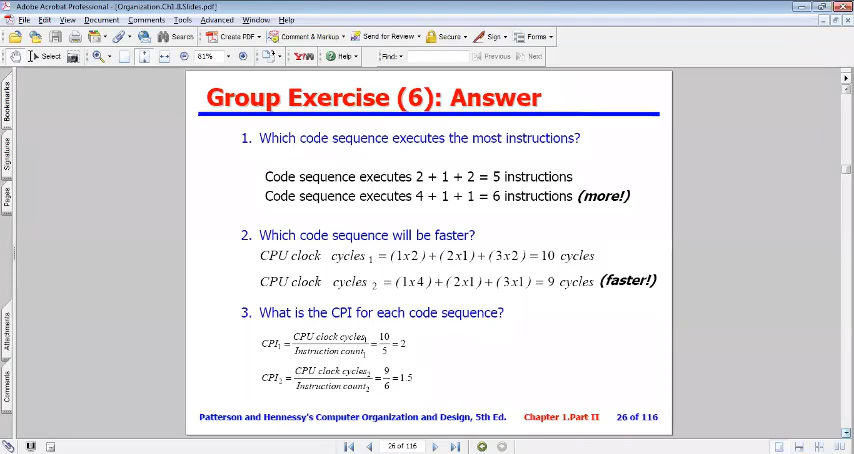 Adobe Acrobat Professional - [Organization.Ch1.II.Slides.pdf]
File Edit View Document Comments Tools Advanced Window Help
Search Create PDF Comment & Markup Send for Review Secure Sign Forms
Select 81% Help Find: Previous Next
Bookmarks
Signatures
Pages
Attachments
Comments
Group Exercise (6): Answer
1. Which code sequence executes the most instructions?
Code sequence executes 2 + 1 + 2 = 5 instructions
Code sequence executes 4 + 1 + 1 = 6 instructions (more!)
2. Which code sequence will be faster?
CPU clock cycles 1 = (1x2)+(2x1)+(3x2)=10 cycles
CPU clock cycles 2 = (1x4)+(2x1)+(3x1)=9 cycles (faster!)
3. What is the CPI for each code sequence?
CPI1 = CPU clock cycles1 / Instruction count1 = 10 / 5 = 2
CPI2 = CPU clock cycles2 / Instruction count2 = 9 / 6 = 1.5
Patterson and Hennessy's Computer Organization and Design, 5th Ed. Chapter 1.Part II 26 of 116
26 of 116